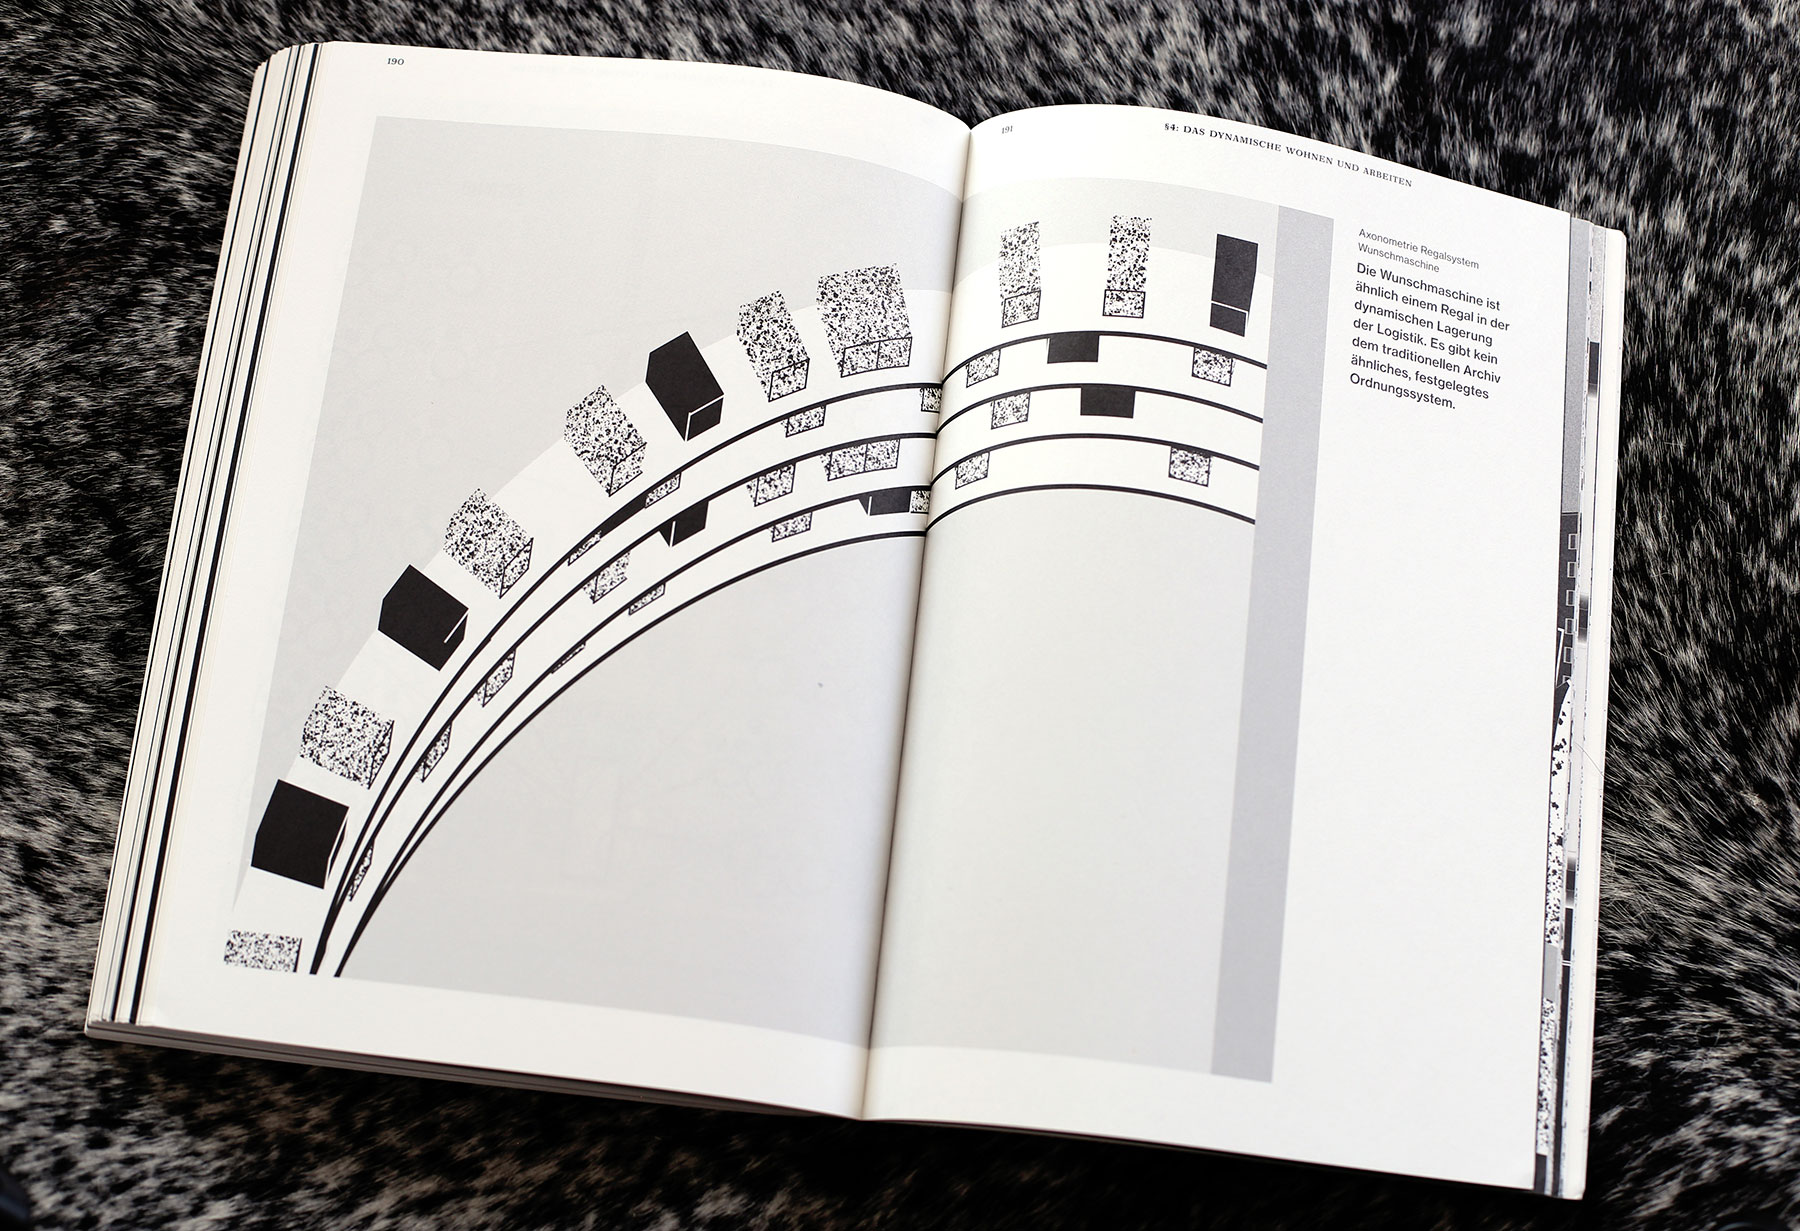 190
191
§4: DAS DYNAMISCHE WOHNEN UND ARBEITEN
Axonometrie Regalsystem
Wunschmaschine
Die Wunschmaschine ist
ähnlich einem Regal in der
dynamischen Lagerung
der Logistik. Es gibt kein
dem traditionellen Archiv
ähnliches, festgelegtes
Ordnungssystem.